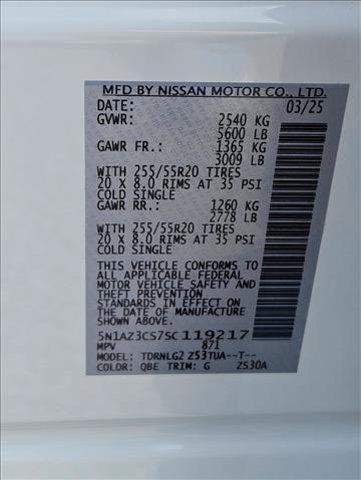 MFD BY NISSAN MOTOR CO., LTD.
DATE: 03/25
GVWR: 2540 KG
5600 LB
GAWR FR.: 1365 KG
3009 LB
WITH 255/55R20 TIRES
20 X 8.0 RIMS AT 35 PSI
COLD SINGLE
GAWR RR.: 1260 KG
2778 LB
WITH 255/55R20 TIRES
20 X 8.0 RIMS AT 35 PSI
COLD SINGLE
THIS VEHICLE CONFORMS TO
ALL APPLICABLE FEDERAL
MOTOR VEHICLE SAFETY AND
THEFT PREVENTION
STANDARDS IN EFFECT ON
THE DATE OF MANUFACTURE
SHOWN ABOVE.
5N1AZ3CS7SC119217
MPV 871
MODEL: TDRNLG2 Z53TUA--T--
COLOR: QBE TRIM: G Z530A